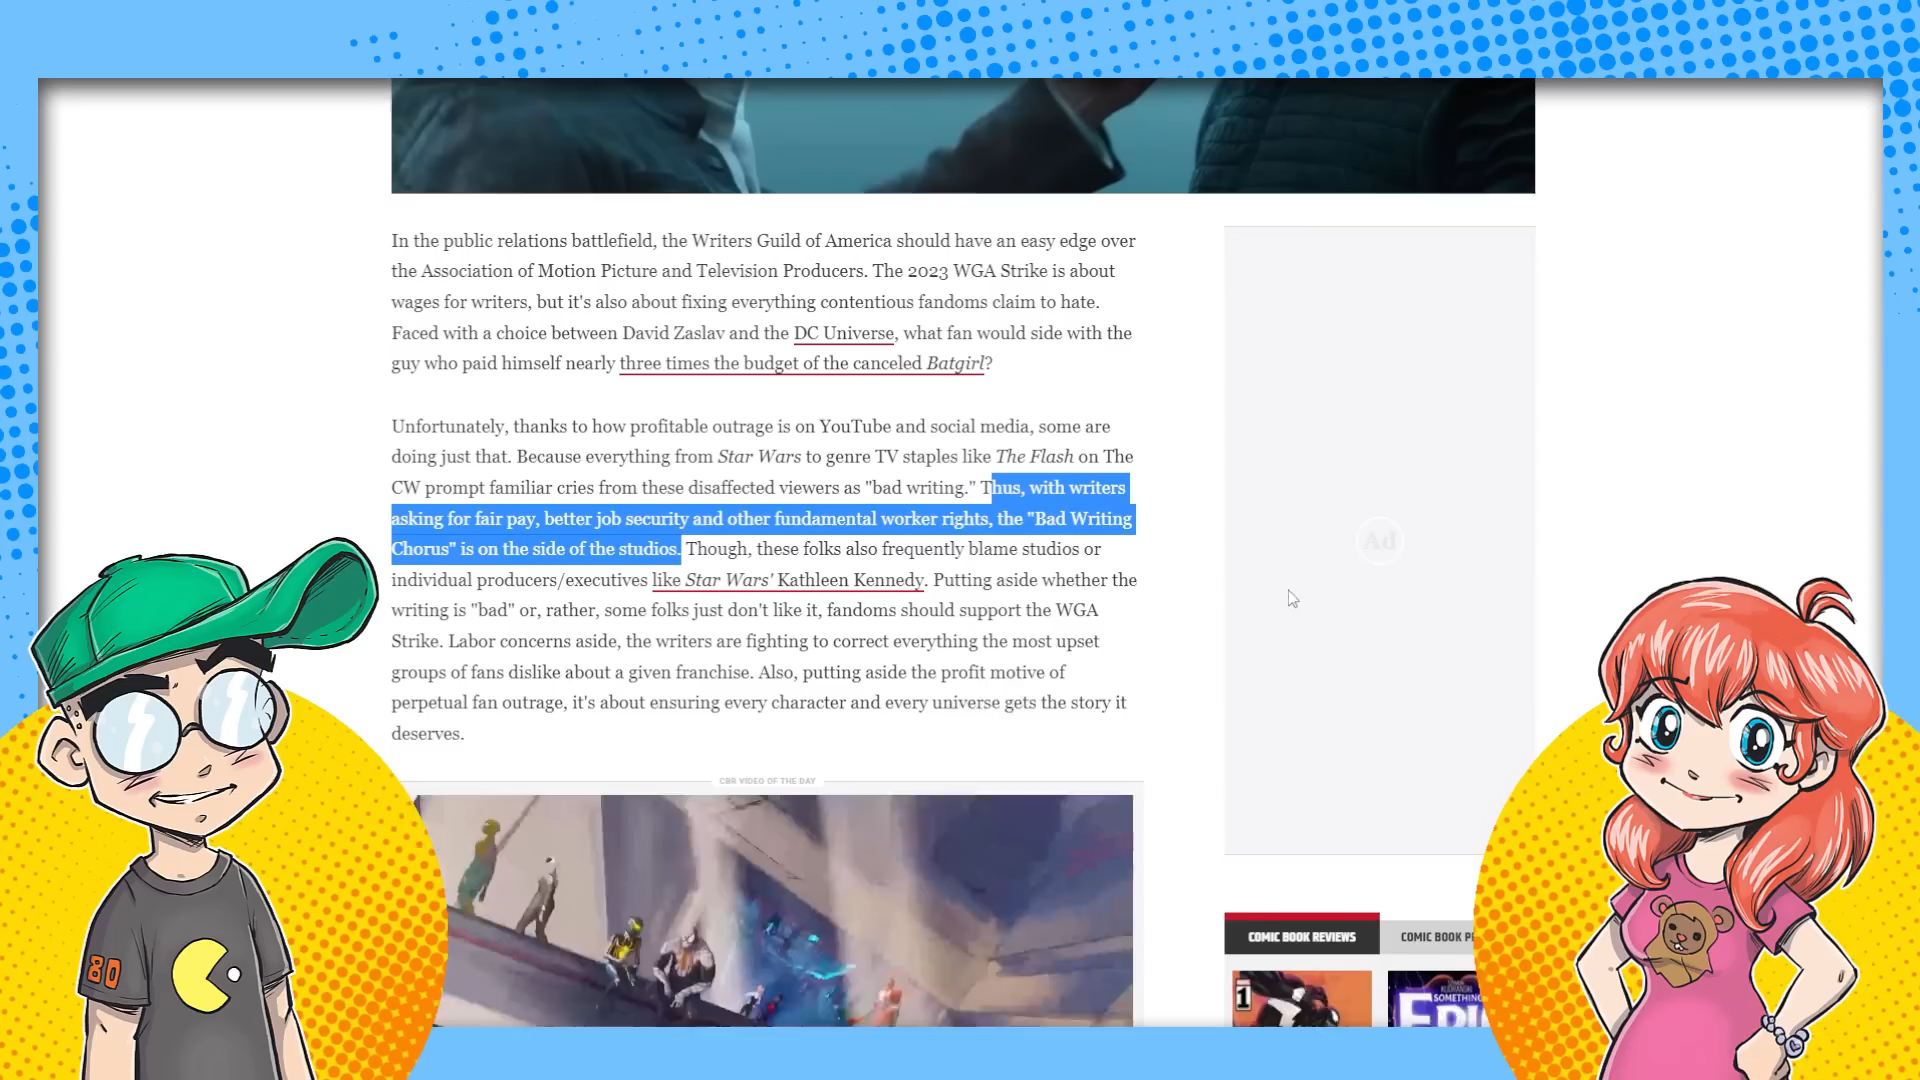 In the public relations battlefield, the Writers Guild of America should have an easy edge over
the Association of Motion Picture and Television Producers. The 2023 WGA Strike is about
wages for writers, but it's also about fixing everything contentious fandoms claim to hate.
Faced with a choice between David Zaslav and the DC Universe, what fan would side with the
guy who paid himself nearly three times the budget of the canceled Batgirl?
Unfortunately, thanks to how profitable outrage is on YouTube and social media, some are
doing just that. Because everything from Star Wars to genre TV staples like The Flash on The
CW prompt familiar cries from these disaffected viewers as "bad writing." Thus, with writers
asking for fair pay, better job security and other fundamental worker rights, the "Bad Writing
Chorus" is on the side of the studios. Though, these folks also frequently blame studios or
individual producers/executives like Star Wars' Kathleen Kennedy. Putting aside whether the
writing is "bad" or, rather, some folks just don't like it, fandoms should support the WGA
Strike. Labor concerns aside, the writers are fighting to correct everything the most upset
groups of fans dislike about a given franchise. Also, putting aside the profit motive of
perpetual fan outrage, it's about ensuring every character and every universe gets the story it
deserves.
CBR VIDEO OF THE DAY
Ad
COMIC BOOK REVIEWS
COMIC BOOK
1
SOMETHING
80